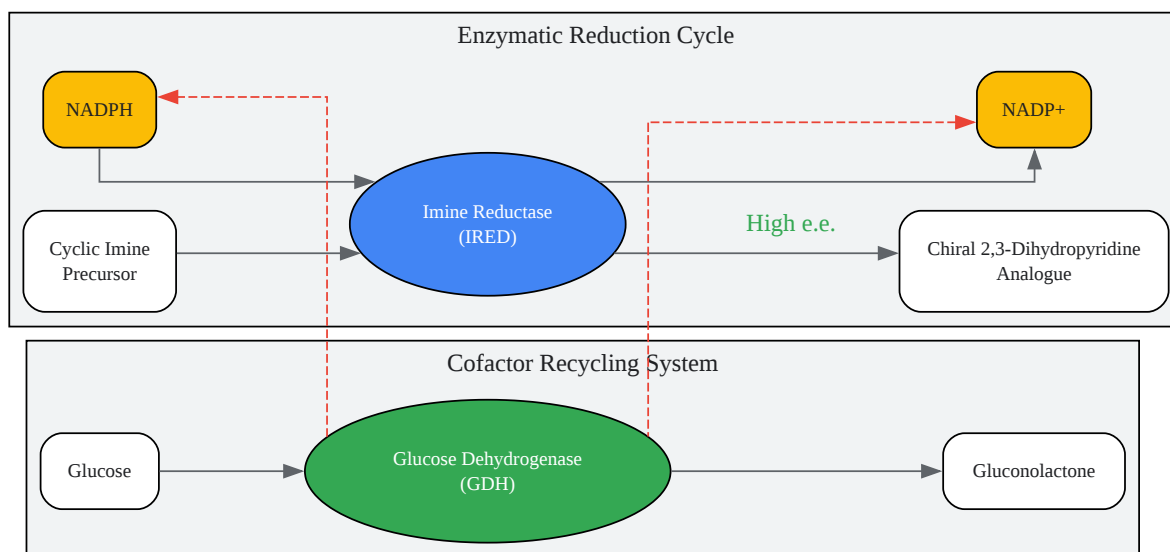 Enzymatic Reduction Cycle
NADPH
NADP+
Imine Reductase
(IRED)
High e.e.
Cyclic Imine
Precursor
Chiral 2,3-Dihydropyridine
Analogue
Cofactor Recycling System
Glucose
Glucose Dehydrogenase
(GDH)
Gluconolactone